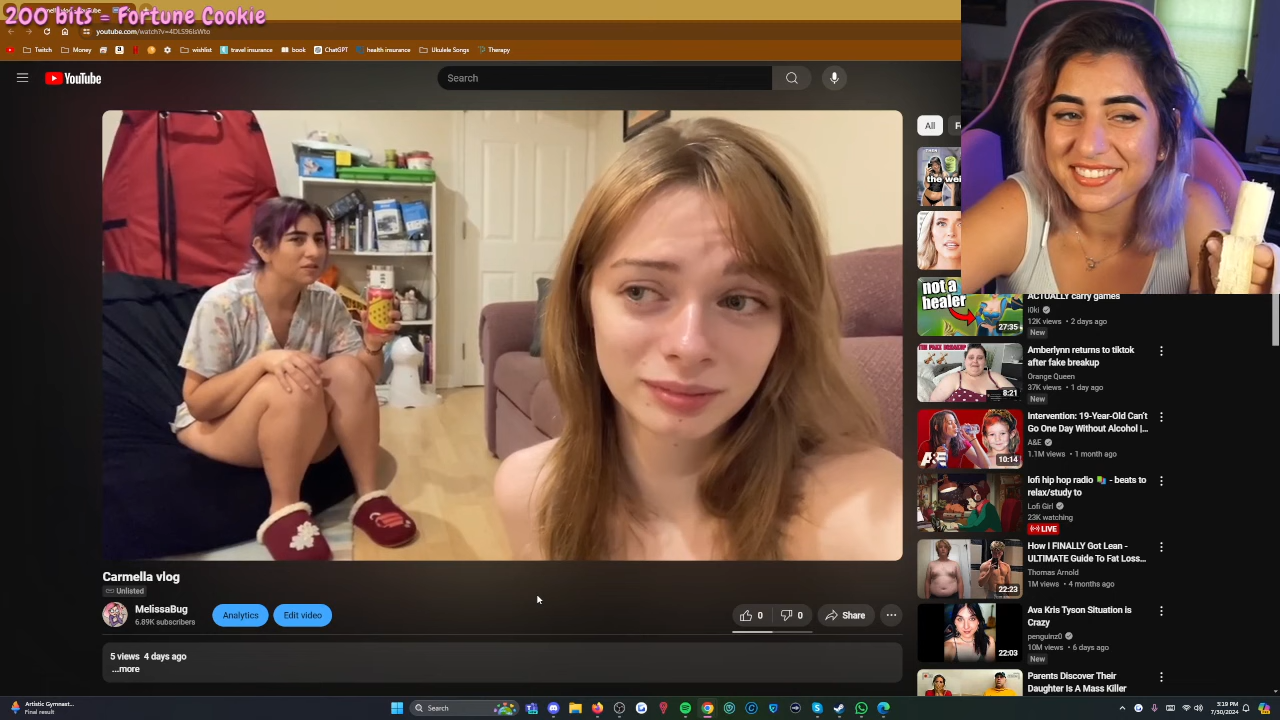 200 bits = Fortune Cookie
youtube.com/watch?v=4DLS96lsWto
Twitch
Money
wishlist
travel insurance
book
ChatGPT
health insurance
Ukulele Songs
Therapy
YouTube
Search
All
THEN
the wei
not a
healer
27:35
ACTUALLY carry games
i0ki
12K views • 2 days ago
New
8:21
Amberlynn returns to tiktok
after fake breakup
Orange Queen
37K views • 1 day ago
New
A&E
10:14
Intervention: 19-Year-Old Can't
Go One Day Without Alcohol |...
A&E
1.1M views • 1 month ago
lofi hip hop radio 📚 - beats to
relax/study to
Lofi Girl
23K watching
LIVE
22:23
How I FINALLY Got Lean -
ULTIMATE Guide To Fat Loss...
Thomas Arnold
1M views • 4 months ago
22:03
Ava Kris Tyson Situation Is
Crazy
penguinz0
10M views • 6 days ago
New
Parents Discover Their
Daughter Is A Mass Killer
Carmella vlog
Unlisted
MelissaBug
6.89K subscribers
Analytics
Edit video
0
0
Share
5 views 4 days ago
...more
Artistic Gymnast...
Final result
Search
3:19 PM
7/30/2024